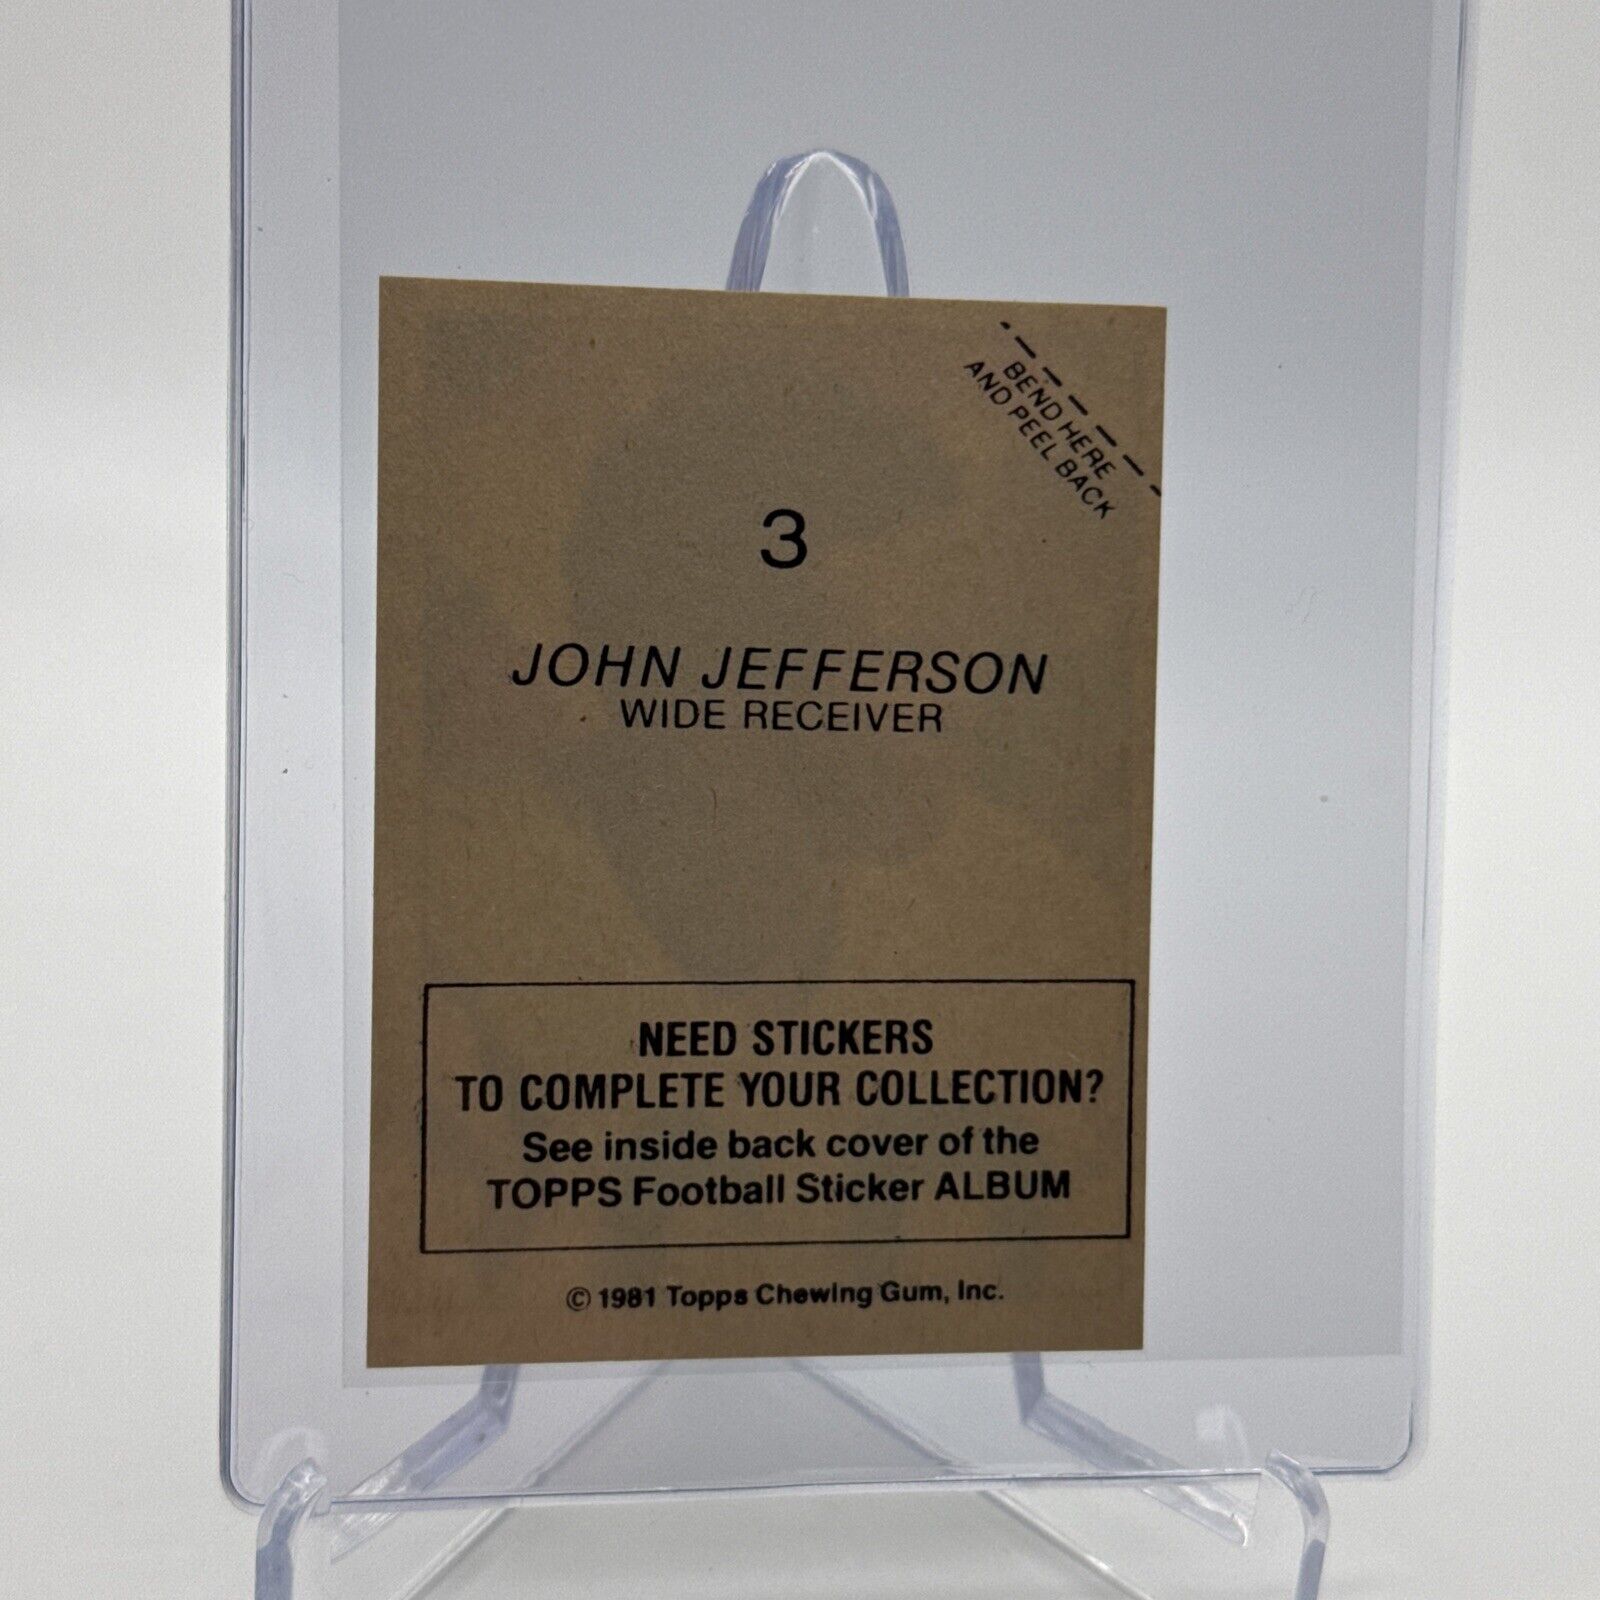 BEND HERE
AND PEEL BACK
3
JOHN JEFFERSON
WIDE RECEIVER
NEED STICKERS
TO COMPLETE YOUR COLLECTION?
See inside back cover of the
TOPPS Football Sticker ALBUM
© 1981 Topps Chewing Gum, Inc.